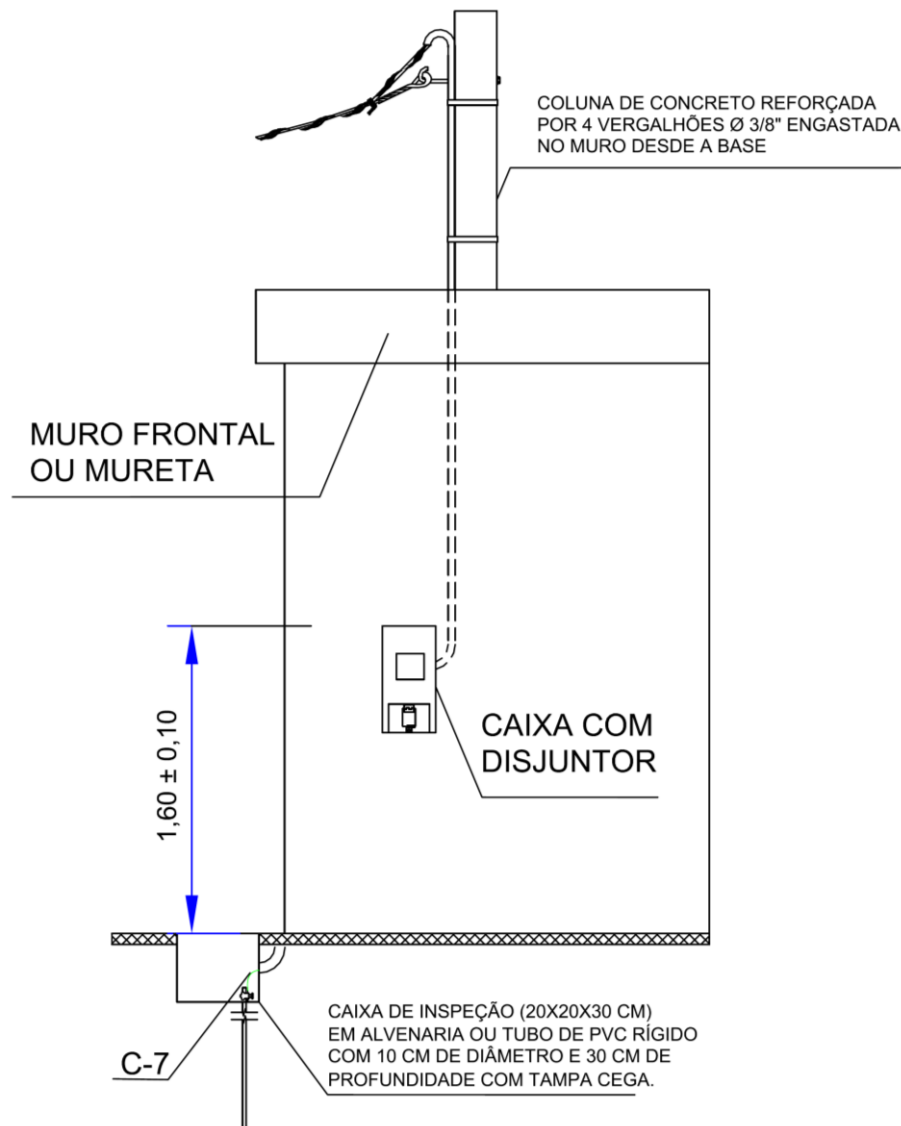 COLUNA DE CONCRETO REFORÇADA
POR 4 VERGALHÕES Ø 3/8" ENGASTADA
NO MURO DESDE A BASE
MURO FRONTAL
OU MURETA
1,60 ± 0,10
CAIXA COM
DISJUNTOR
C-7
CAIXA DE INSPEÇÃO (20X20X30 CM)
EM ALVENARIA OU TUBO DE PVC RÍGIDO
COM 10 CM DE DIÂMETRO E 30 CM DE
PROFUNDIDADE COM TAMPA CEGA.